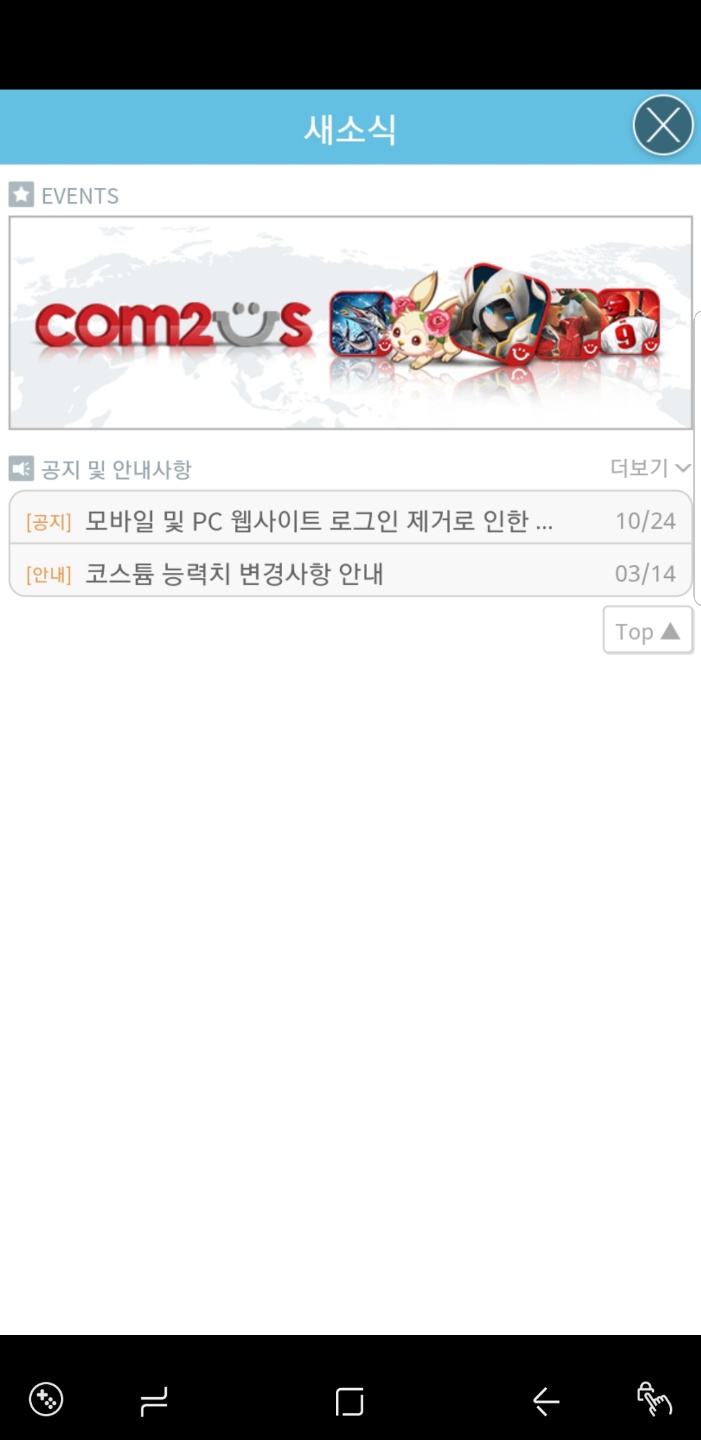 새소식
EVENTS
com2us
9
공지 및 안내사항
더보기
[공지] 모바일 및 PC 웹사이트 로그인 제거로 인한 ... 10/24
[안내] 코스튬 능력치 변경사항 안내 03/14
Top ▲